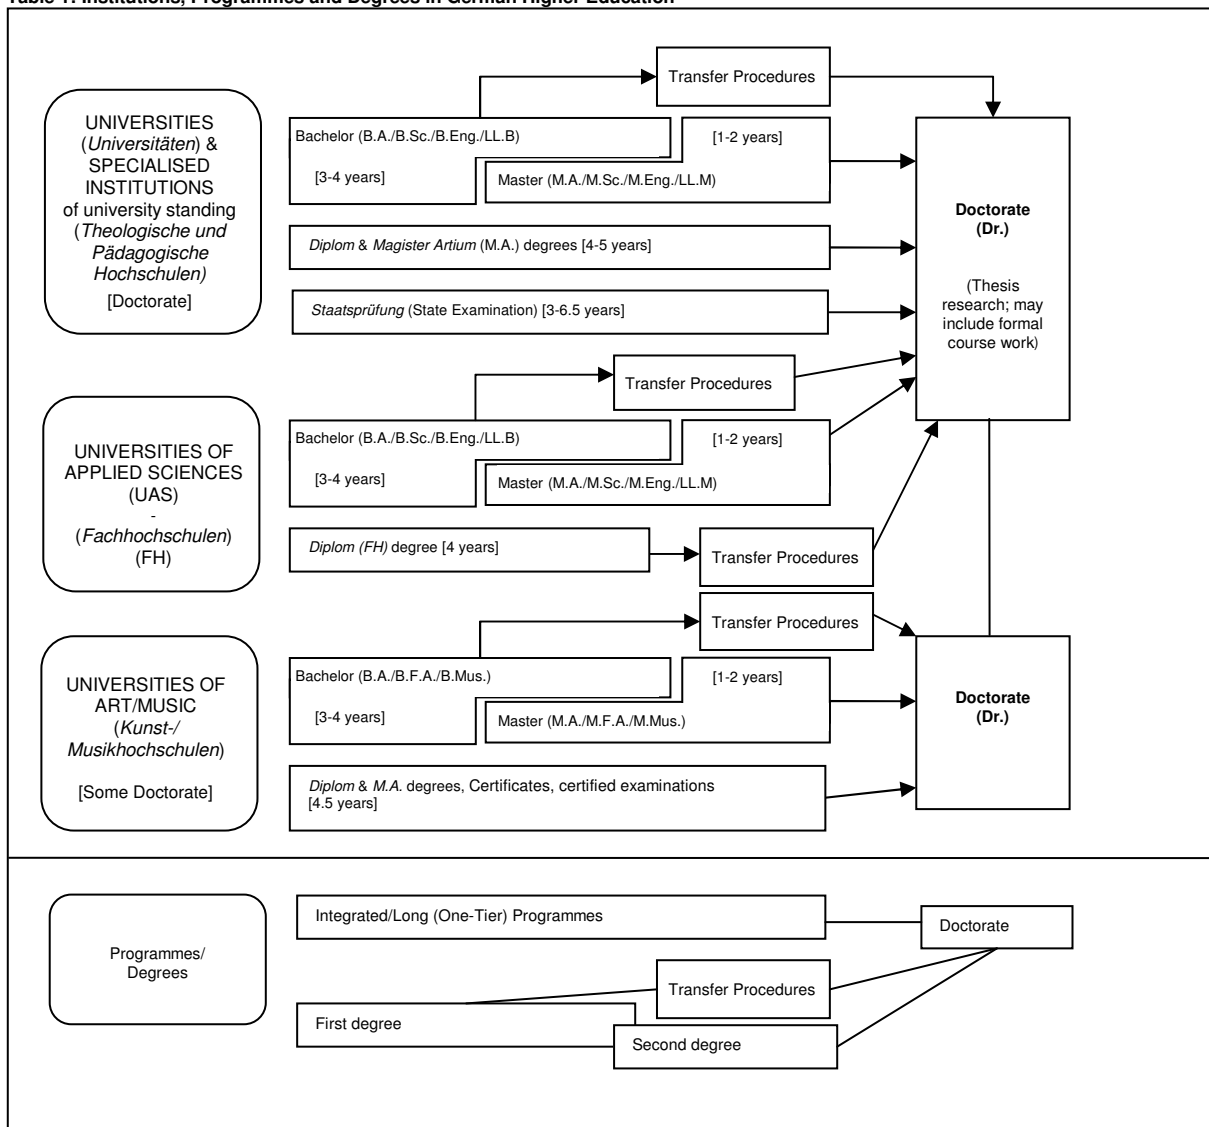 Table 1: Institutions, Programmes and Degrees in German Higher Education
Transfer Procedures
UNIVERSITIES
(Universitäten) &
SPECIALISED
INSTITUTIONS
of university standing
(Theologische und
Pädagogische
Hochschulen)
[Doctorate]
Bachelor (B.A./B.Sc./B.Eng./LL.B)
[3-4 years]
[1-2 years]
Master (M.A./M.Sc./M.Eng./LL.M)
Diplom & Magister Artium (M.A.) degrees [4-5 years]
Staatsprüfung (State Examination) [3-6.5 years]
Doctorate
(Dr.)
(Thesis
research; may
include formal
course work)
Transfer Procedures
UNIVERSITIES OF
APPLIED SCIENCES
(UAS)
-
(Fachhochschulen)
(FH)
Bachelor (B.A./B.Sc./B.Eng./LL.B)
[3-4 years]
[1-2 years]
Master (M.A./M.Sc./M.Eng./LL.M)
Diplom (FH) degree [4 years]
Transfer Procedures
Transfer Procedures
UNIVERSITIES OF
ART/MUSIC
(Kunst-/
Musikhochschulen)
[Some Doctorate]
Bachelor (B.A./B.F.A./B.Mus.)
[3-4 years]
[1-2 years]
Master (M.A./M.F.A./M.Mus.)
Diplom & M.A. degrees, Certificates, certified examinations
[4.5 years]
Doctorate
(Dr.)
Programmes/
Degrees
Integrated/Long (One-Tier) Programmes
Doctorate
Transfer Procedures
First degree
Second degree